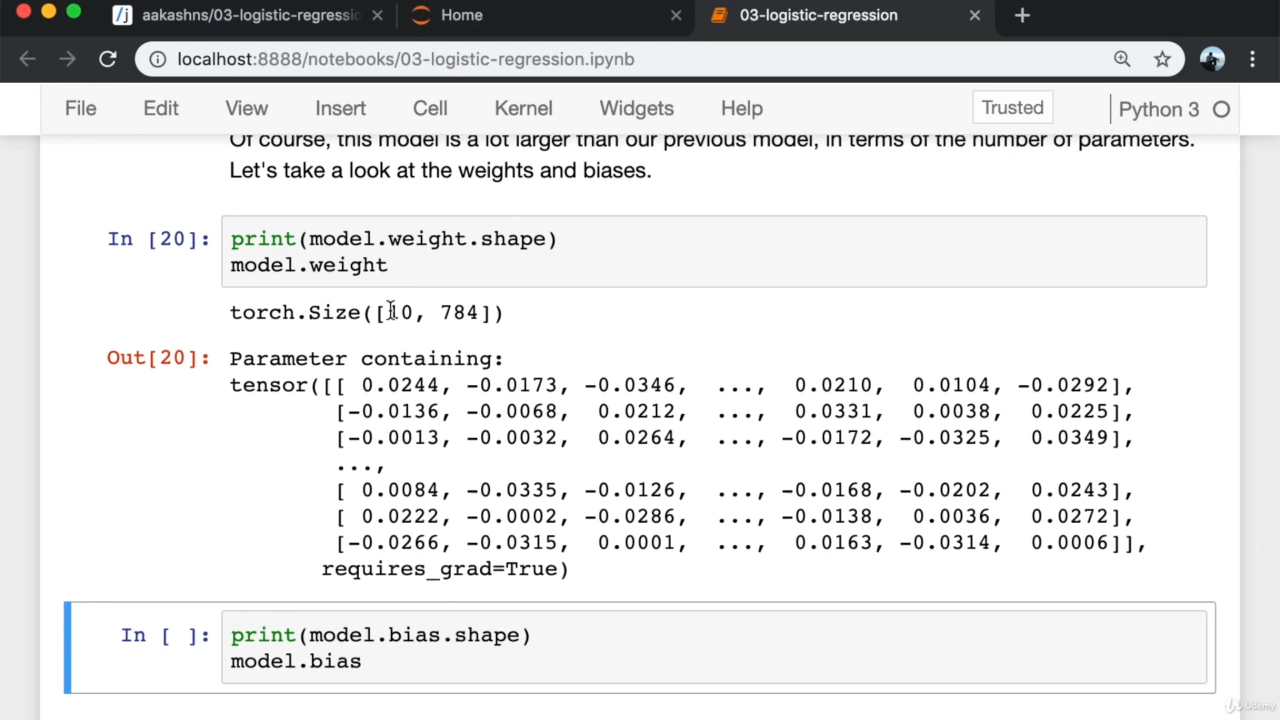 aakashns/03-logistic-regressio
Home
03-logistic-regression
localhost:8888/notebooks/03-logistic-regression.ipynb
File Edit View Insert Cell Kernel Widgets Help Trusted Python 3
Of course, this model is a lot larger than our previous model, in terms of the number of parameters.
Let's take a look at the weights and biases.
In [20]: print(model.weight.shape)
model.weight
torch.Size([10, 784])
Out[20]: Parameter containing:
tensor([[ 0.0244, -0.0173, -0.0346, ..., 0.0210, 0.0104, -0.0292],
[-0.0136, -0.0068, 0.0212, ..., 0.0331, 0.0038, 0.0225],
[-0.0013, -0.0032, 0.0264, ..., -0.0172, -0.0325, 0.0349],
...,
[ 0.0084, -0.0335, -0.0126, ..., -0.0168, -0.0202, 0.0243],
[ 0.0222, -0.0002, -0.0286, ..., -0.0138, 0.0036, 0.0272],
[-0.0266, -0.0315, 0.0001, ..., 0.0163, -0.0314, 0.0006]],
requires_grad=True)
In [ ]: print(model.bias.shape)
model.bias
Udemy